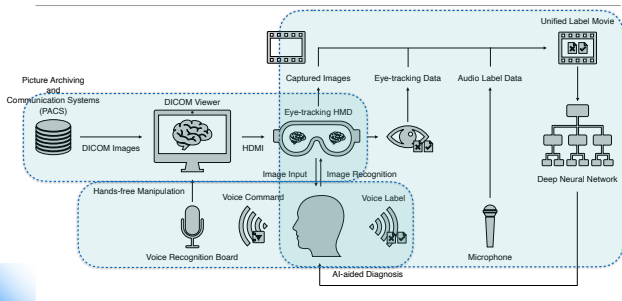 Unified Label Movie
Captured Images
Eye-tracking Data
Audio Label Data
Picture Archiving
and
Communication Systems
(PACS)
DICOM Viewer
Eye-tracking HMD
DICOM Images
HDMI
Deep Neural Network
Image Input
Image Recognition
Hands-free Manipulation
Voice Command
Voice Label
Voice Recognition Board
Microphone
AI-aided Diagnosis